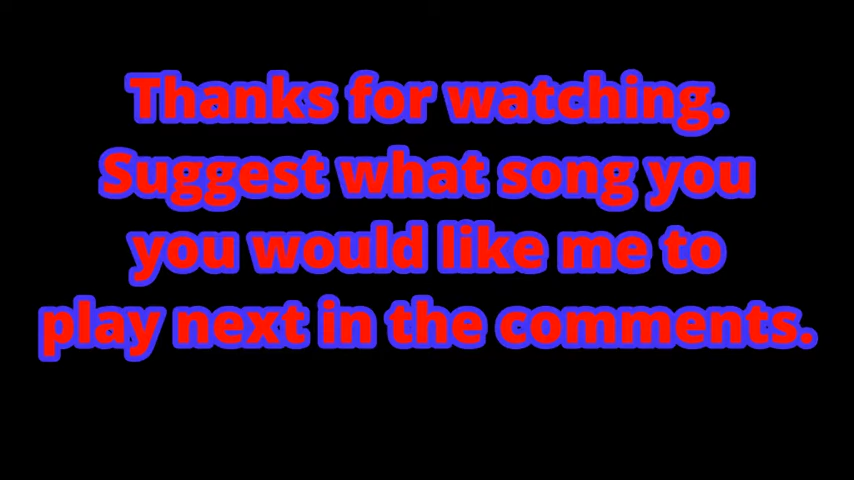 Thanks for watching.
Suggest what song you
you would like me to
play next in the comments.